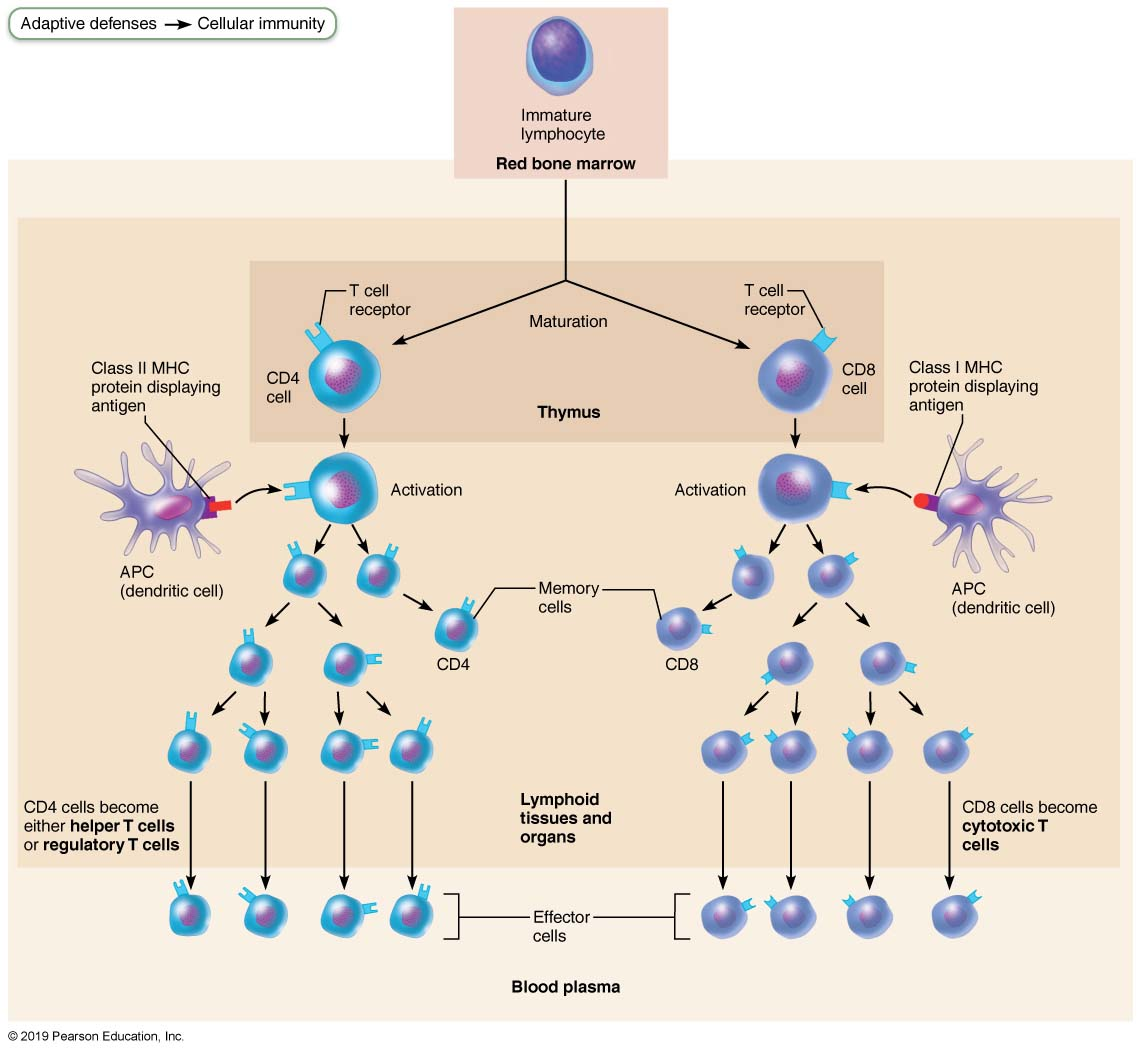 Adaptive defenses → Cellular immunity
Immature
lymphocyte
Red bone marrow
T cell
receptor
T cell
receptor
Maturation
Class II MHC
protein displaying
antigen
CD4
cell
CD8
cell
Class I MHC
protein displaying
antigen
Thymus
Activation
Activation
APC
(dendritic cell)
Memory
cells
APC
(dendritic cell)
CD4
CD8
CD4 cells become
either helper T cells
or regulatory T cells
Lymphoid
tissues and
organs
CD8 cells become
cytotoxic T
cells
Effector
cells
Blood plasma
© 2019 Pearson Education, Inc.